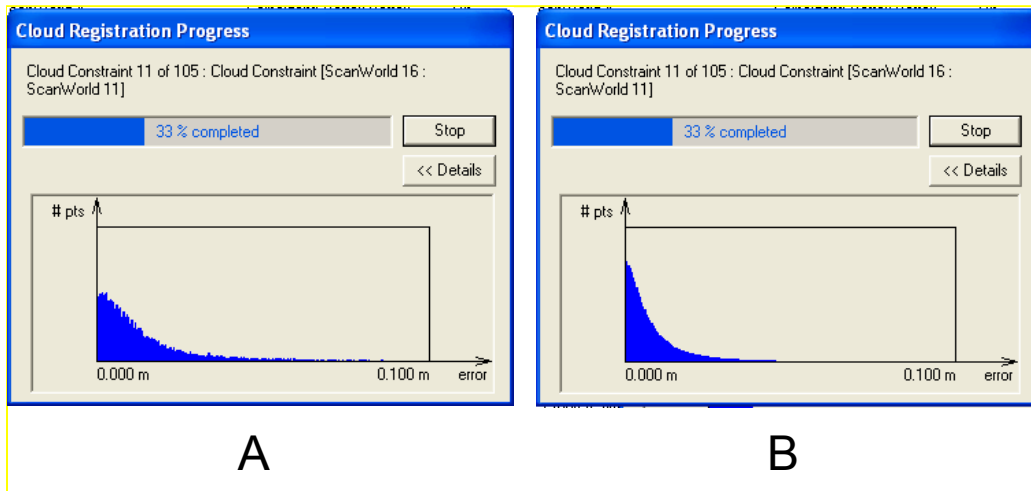 Cloud Registration Progress
Cloud Constraint 11 of 105 : Cloud Constraint [ScanWorld 16 :
ScanWorld 11]
33 % completed
Stop
<< Details
# pts
0.000 m
0.100 m
error
A
Cloud Registration Progress
Cloud Constraint 11 of 105 : Cloud Constraint [ScanWorld 16 :
ScanWorld 11]
33 % completed
Stop
<< Details
# pts
0.000 m
0.100 m
error
B